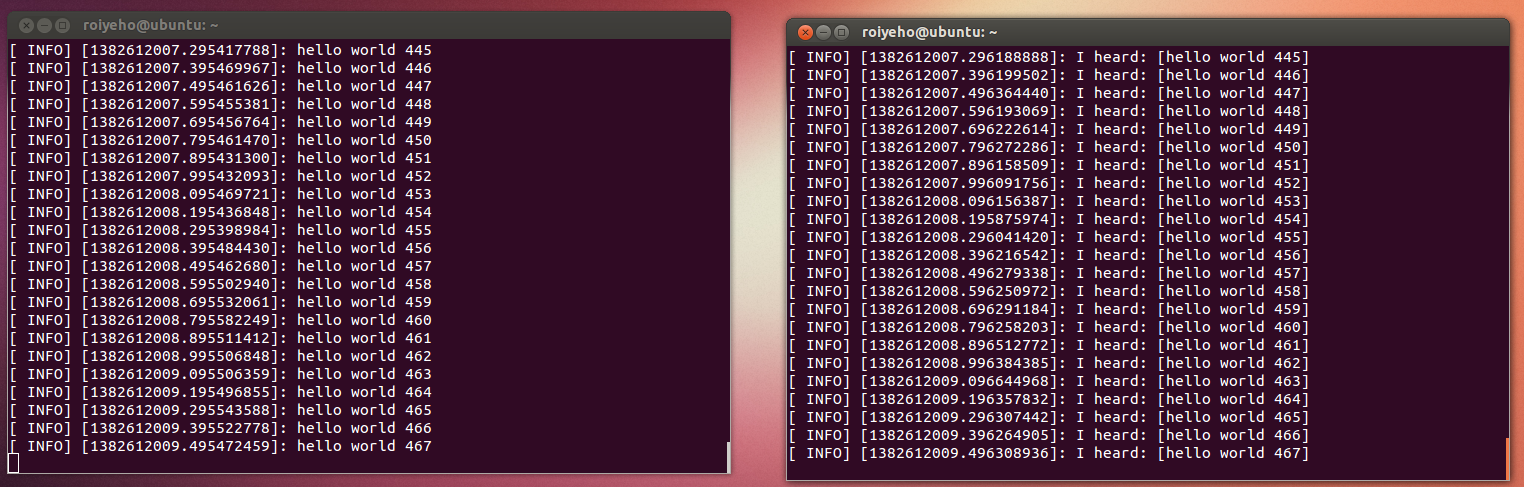 roiyeho@ubuntu: ~
[ INFO] [1382612007.295417788]: hello world 445
[ INFO] [1382612007.395469967]: hello world 446
[ INFO] [1382612007.495461626]: hello world 447
[ INFO] [1382612007.595455381]: hello world 448
[ INFO] [1382612007.695456764]: hello world 449
[ INFO] [1382612007.795461470]: hello world 450
[ INFO] [1382612007.895431300]: hello world 451
[ INFO] [1382612007.995432093]: hello world 452
[ INFO] [1382612008.095469721]: hello world 453
[ INFO] [1382612008.195436848]: hello world 454
[ INFO] [1382612008.295398984]: hello world 455
[ INFO] [1382612008.395484430]: hello world 456
[ INFO] [1382612008.495462680]: hello world 457
[ INFO] [1382612008.595502940]: hello world 458
[ INFO] [1382612008.695532061]: hello world 459
[ INFO] [1382612008.795582249]: hello world 460
[ INFO] [1382612008.895511412]: hello world 461
[ INFO] [1382612008.995506848]: hello world 462
[ INFO] [1382612009.095506359]: hello world 463
[ INFO] [1382612009.195496855]: hello world 464
[ INFO] [1382612009.295543588]: hello world 465
[ INFO] [1382612009.395522778]: hello world 466
[ INFO] [1382612009.495472459]: hello world 467
roiyeho@ubuntu: ~
[ INFO] [1382612007.296188888]: I heard: [hello world 445]
[ INFO] [1382612007.396199502]: I heard: [hello world 446]
[ INFO] [1382612007.496364440]: I heard: [hello world 447]
[ INFO] [1382612007.596193069]: I heard: [hello world 448]
[ INFO] [1382612007.696222614]: I heard: [hello world 449]
[ INFO] [1382612007.796272286]: I heard: [hello world 450]
[ INFO] [1382612007.896158509]: I heard: [hello world 451]
[ INFO] [1382612007.996091756]: I heard: [hello world 452]
[ INFO] [1382612008.096156387]: I heard: [hello world 453]
[ INFO] [1382612008.195875974]: I heard: [hello world 454]
[ INFO] [1382612008.296041420]: I heard: [hello world 455]
[ INFO] [1382612008.396216542]: I heard: [hello world 456]
[ INFO] [1382612008.496279338]: I heard: [hello world 457]
[ INFO] [1382612008.596250972]: I heard: [hello world 458]
[ INFO] [1382612008.696291184]: I heard: [hello world 459]
[ INFO] [1382612008.796258203]: I heard: [hello world 460]
[ INFO] [1382612008.896512772]: I heard: [hello world 461]
[ INFO] [1382612008.996384385]: I heard: [hello world 462]
[ INFO] [1382612009.096644968]: I heard: [hello world 463]
[ INFO] [1382612009.196357832]: I heard: [hello world 464]
[ INFO] [1382612009.296307442]: I heard: [hello world 465]
[ INFO] [1382612009.396264905]: I heard: [hello world 466]
[ INFO] [1382612009.496308936]: I heard: [hello world 467]